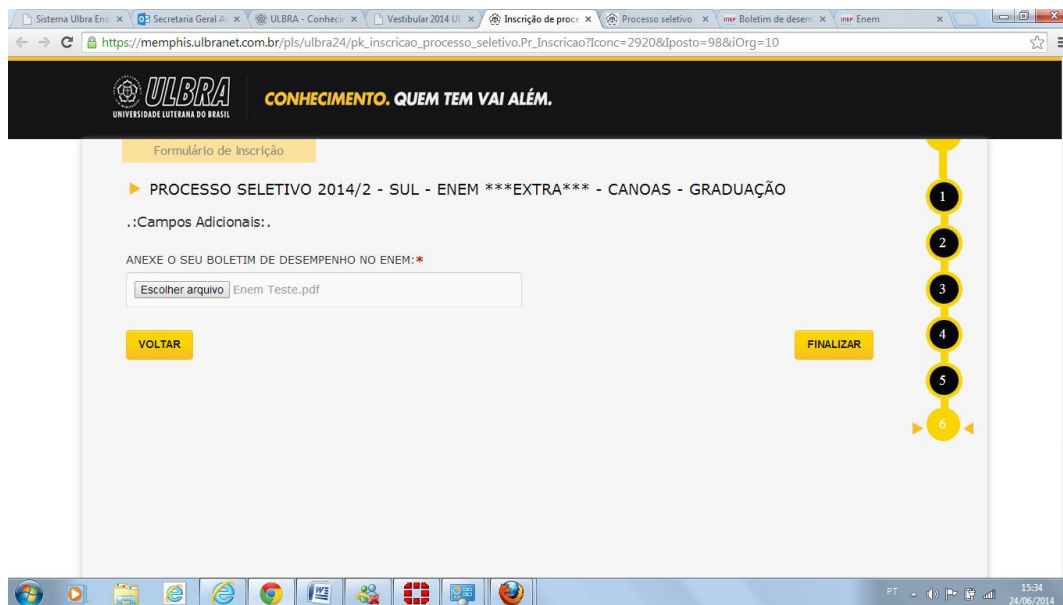 Sistema Ulbra Ens
Secretaria Geral A
ULBRA - Conhecir
Vestibular 2014 UL
Inscrição de proce
Processo seletivo
INEP Boletim de desem
INEP Enem
https://memphis.ulbranet.com.br/pls/ulbra24/pk_inscricao_processo_seletivo.Pr_Inscricao?Iconc=2920&Iposto=98&iOrg=10
ULBRA
UNIVERSIDADE LUTERANA DO BRASIL
CONHECIMENTO. QUEM TEM VAI ALÉM.
Formulário de Inscrição
PROCESSO SELETIVO 2014/2 - SUL - ENEM ***EXTRA*** - CANOAS - GRADUAÇÃO
.:Campos Adicionais:.
ANEXE O SEU BOLETIM DE DESEMPENHO NO ENEM:*
Escolher arquivo Enem Teste.pdf
VOLTAR
FINALIZAR
1
2
3
4
5
6
PT
15:34
24/06/2014